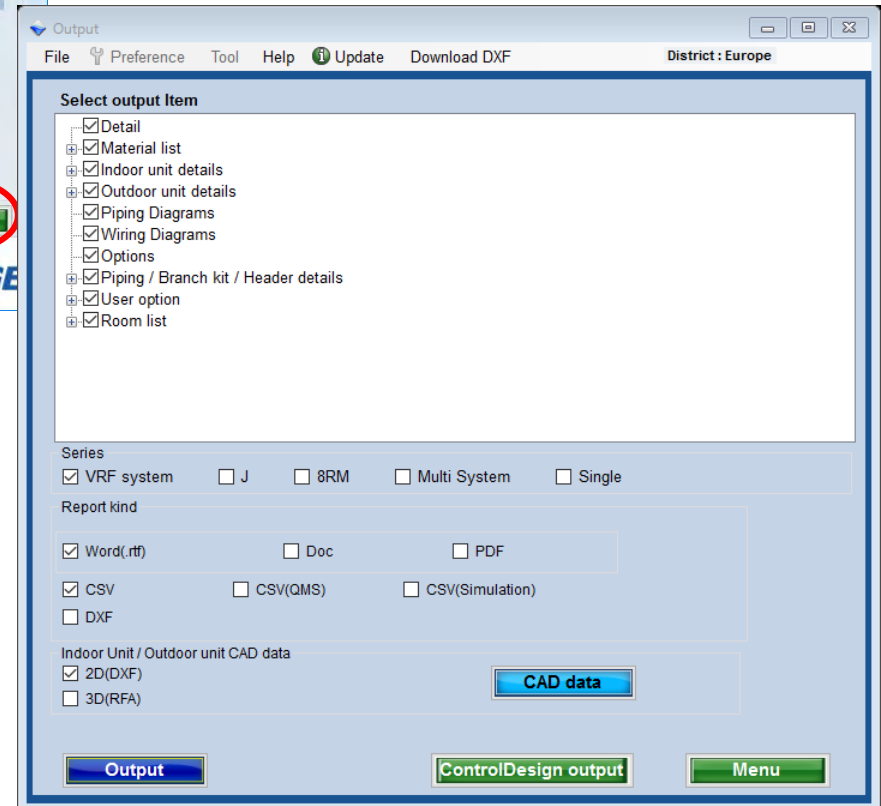 Output
File Preference Tool Help Update Download DXF District : Europe
Select output Item
Detail
Material list
Indoor unit details
Outdoor unit details
Piping Diagrams
Wiring Diagrams
Options
Piping / Branch kit / Header details
User option
Room list
Series
VRF system J 8RM Multi System Single
Report kind
Word(.rtf) Doc PDF
CSV CSV(QMS) CSV(Simulation)
DXF
Indoor Unit / Outdoor unit CAD data
2D(DXF)
CAD data
3D(RFA)
Output ControlDesign output Menu